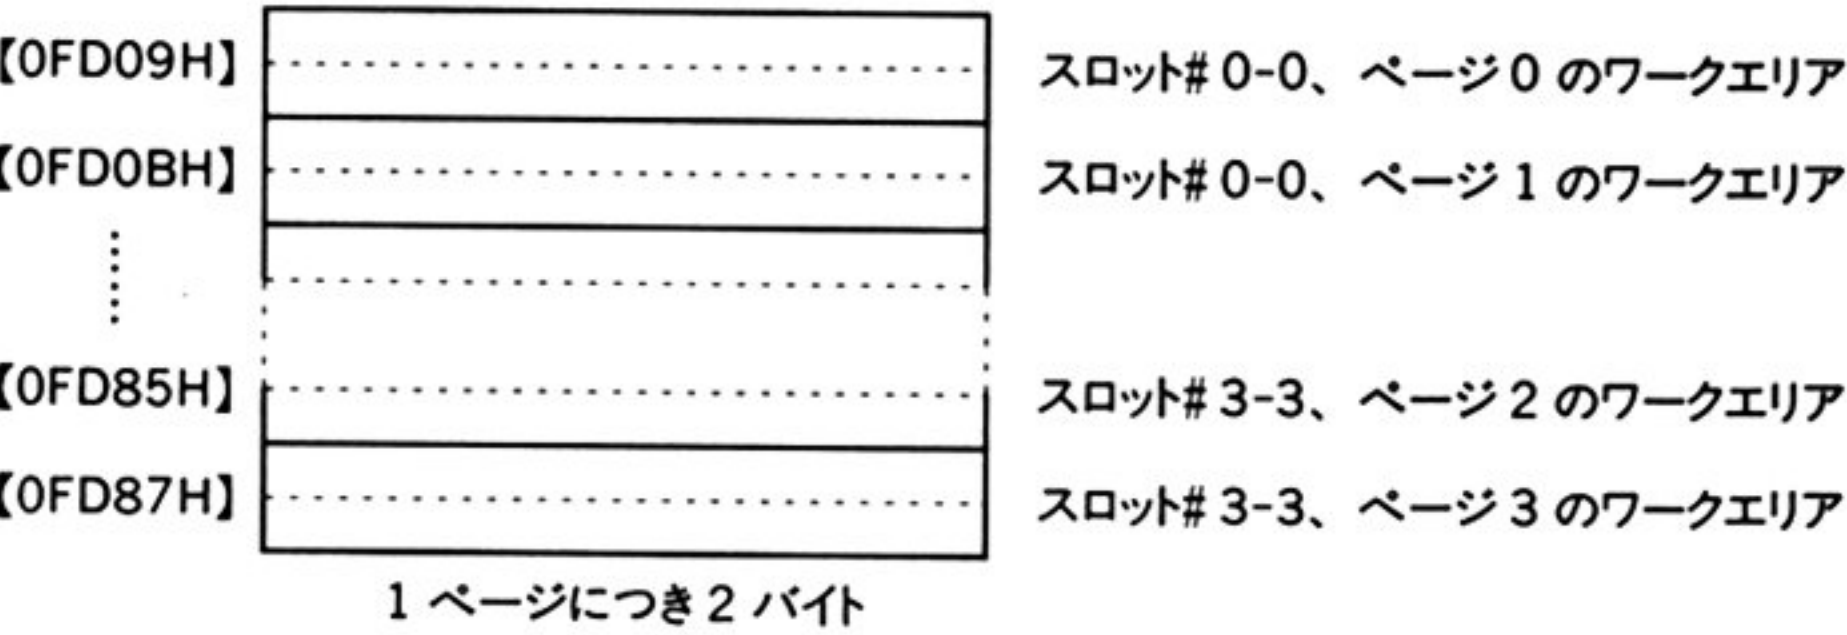 【0FD09H】 スロット# 0-0、 ページ 0 のワークエリア
【0FD0BH】 スロット# 0-0、 ページ 1 のワークエリア
【0FD85H】 スロット# 3-3、 ページ 2 のワークエリア
【0FD87H】 スロット# 3-3、 ページ 3 のワークエリア
1 ページにつき 2 バイト